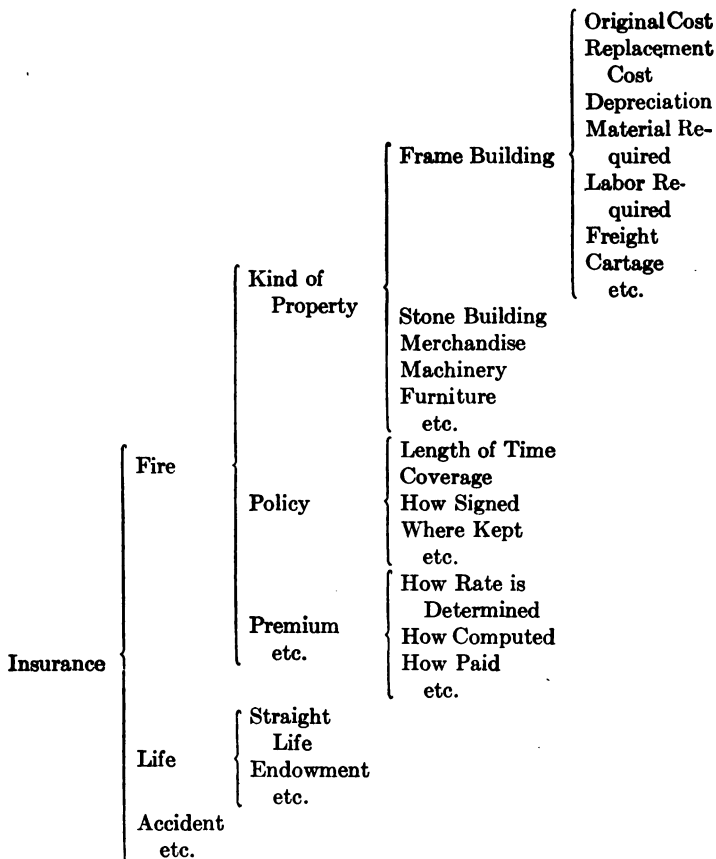 Original Cost
Replacement
Cost
Depreciation
Material Re-
quired
Labor Re-
quired
Freight
Cartage
etc.
Frame Building
Kind of
Property
Stone Building
Merchandise
Machinery
Furniture
etc.
Fire
Length of Time
Coverage
How Signed
Where Kept
etc.
Policy
How Rate is
Determined
How Computed
How Paid
etc.
Premium
etc.
Insurance
Straight
Life
Endowment
etc.
Life
Accident
etc.